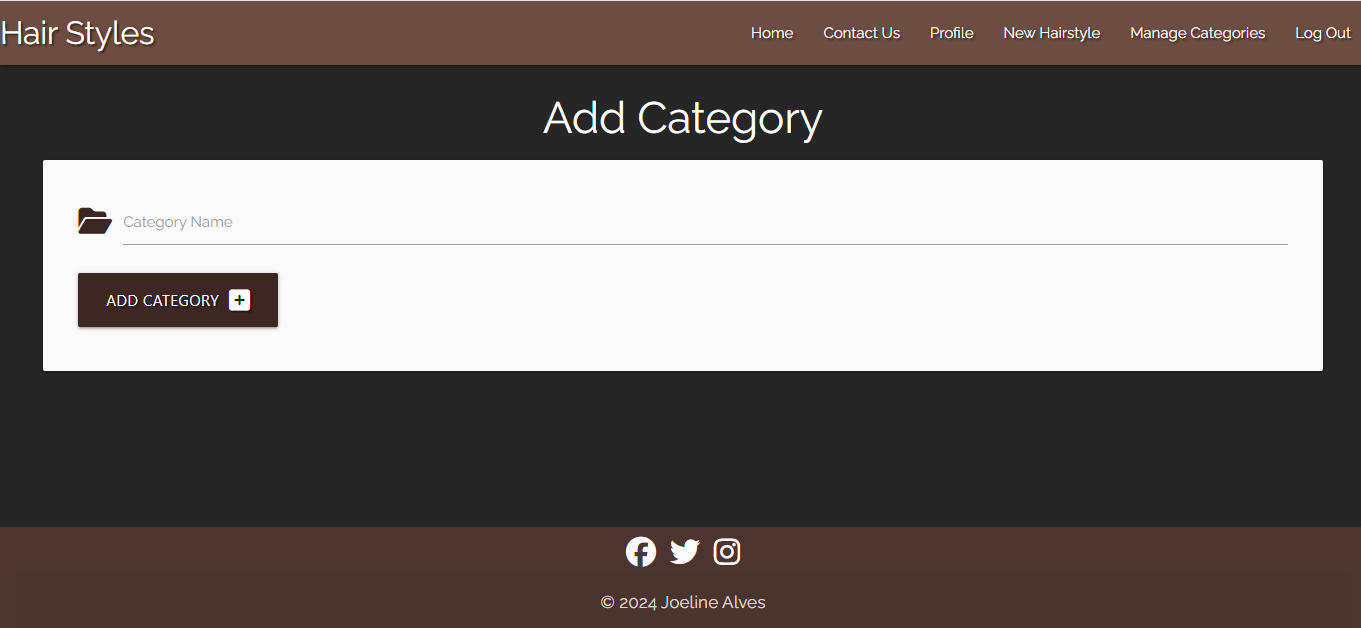 Hair Styles
Home Contact Us Profile New Hairstyle Manage Categories Log Out
Add Category
Category Name
ADD CATEGORY
© 2024 Joeline Alves